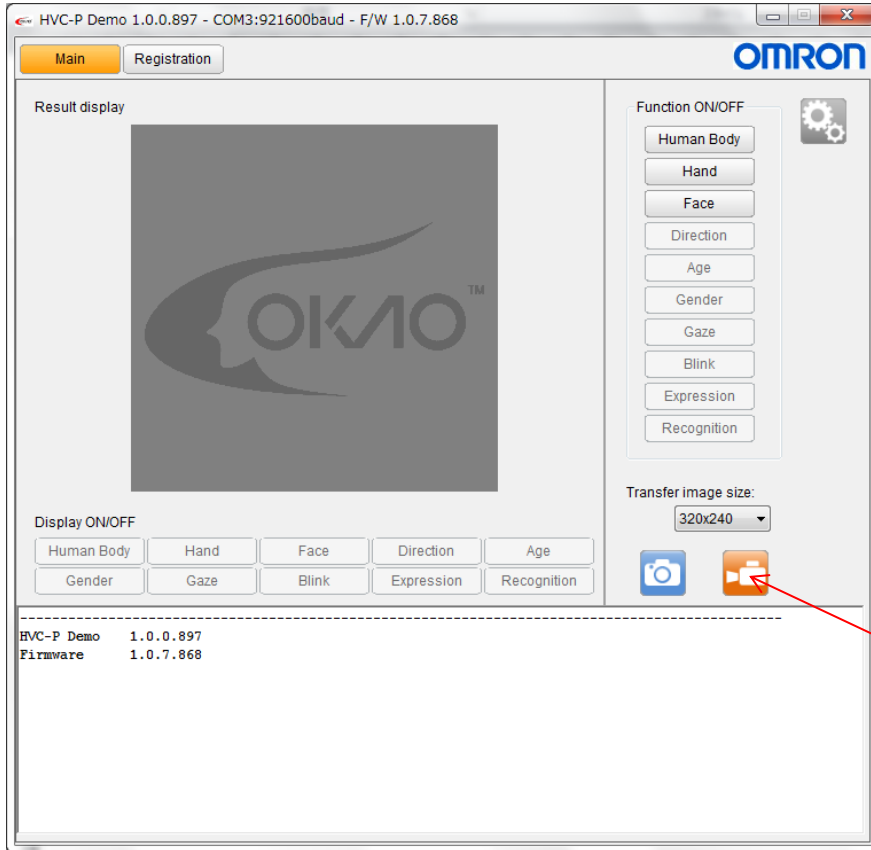 HVC-P Demo 1.0.0.897 - COM3:921600baud - F/W 1.0.7.868
Main Registration
OMRON
Result display
OKAO TM
Function ON/OFF
Human Body
Hand
Face
Direction
Age
Gender
Gaze
Blink
Expression
Recognition
Transfer image size:
320x240
Display ON/OFF
Human Body Hand Face Direction Age
Gender Gaze Blink Expression Recognition
HVC-P Demo 1.0.0.897
Firmware 1.0.7.868